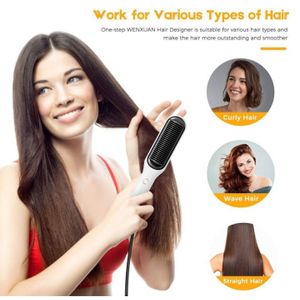 Work for Various Types of Hair
One-step WENXUAN Hair Designer is suitable for various hair types and
make the hair more outstanding and smoother
Curly Hair
Wave Hair
Straight Hair